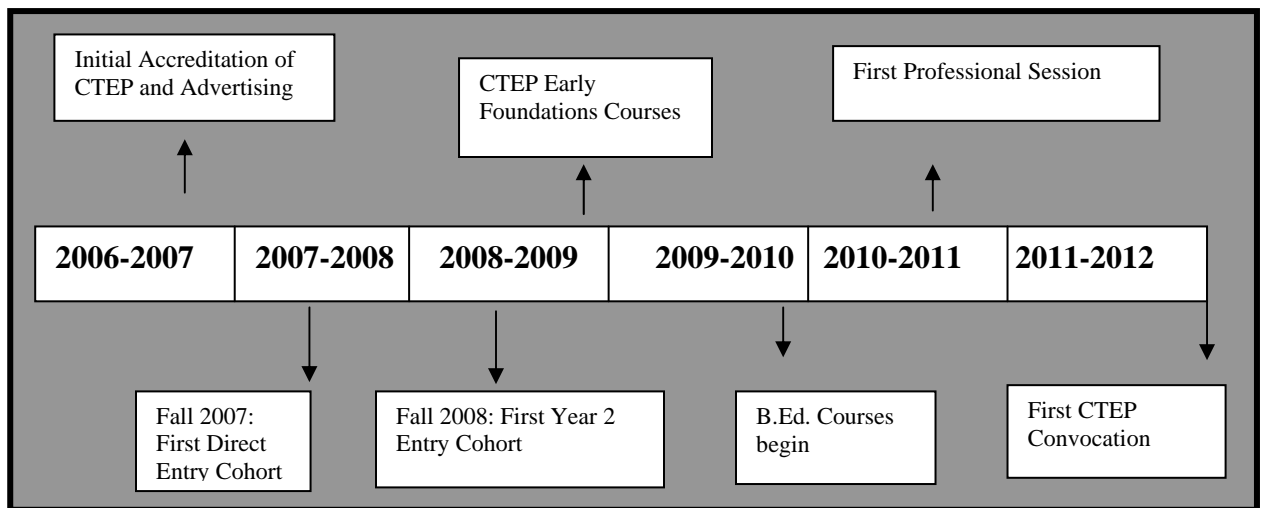 Initial Accreditation of
CTEP and Advertising
CTEP Early
Foundations Courses
First Professional Session
2006-2007
2007-2008
2008-2009
2009-2010
2010-2011
2011-2012
Fall 2007:
First Direct
Entry Cohort
Fall 2008: First Year 2
Entry Cohort
B.Ed. Courses
begin
First CTEP
Convocation